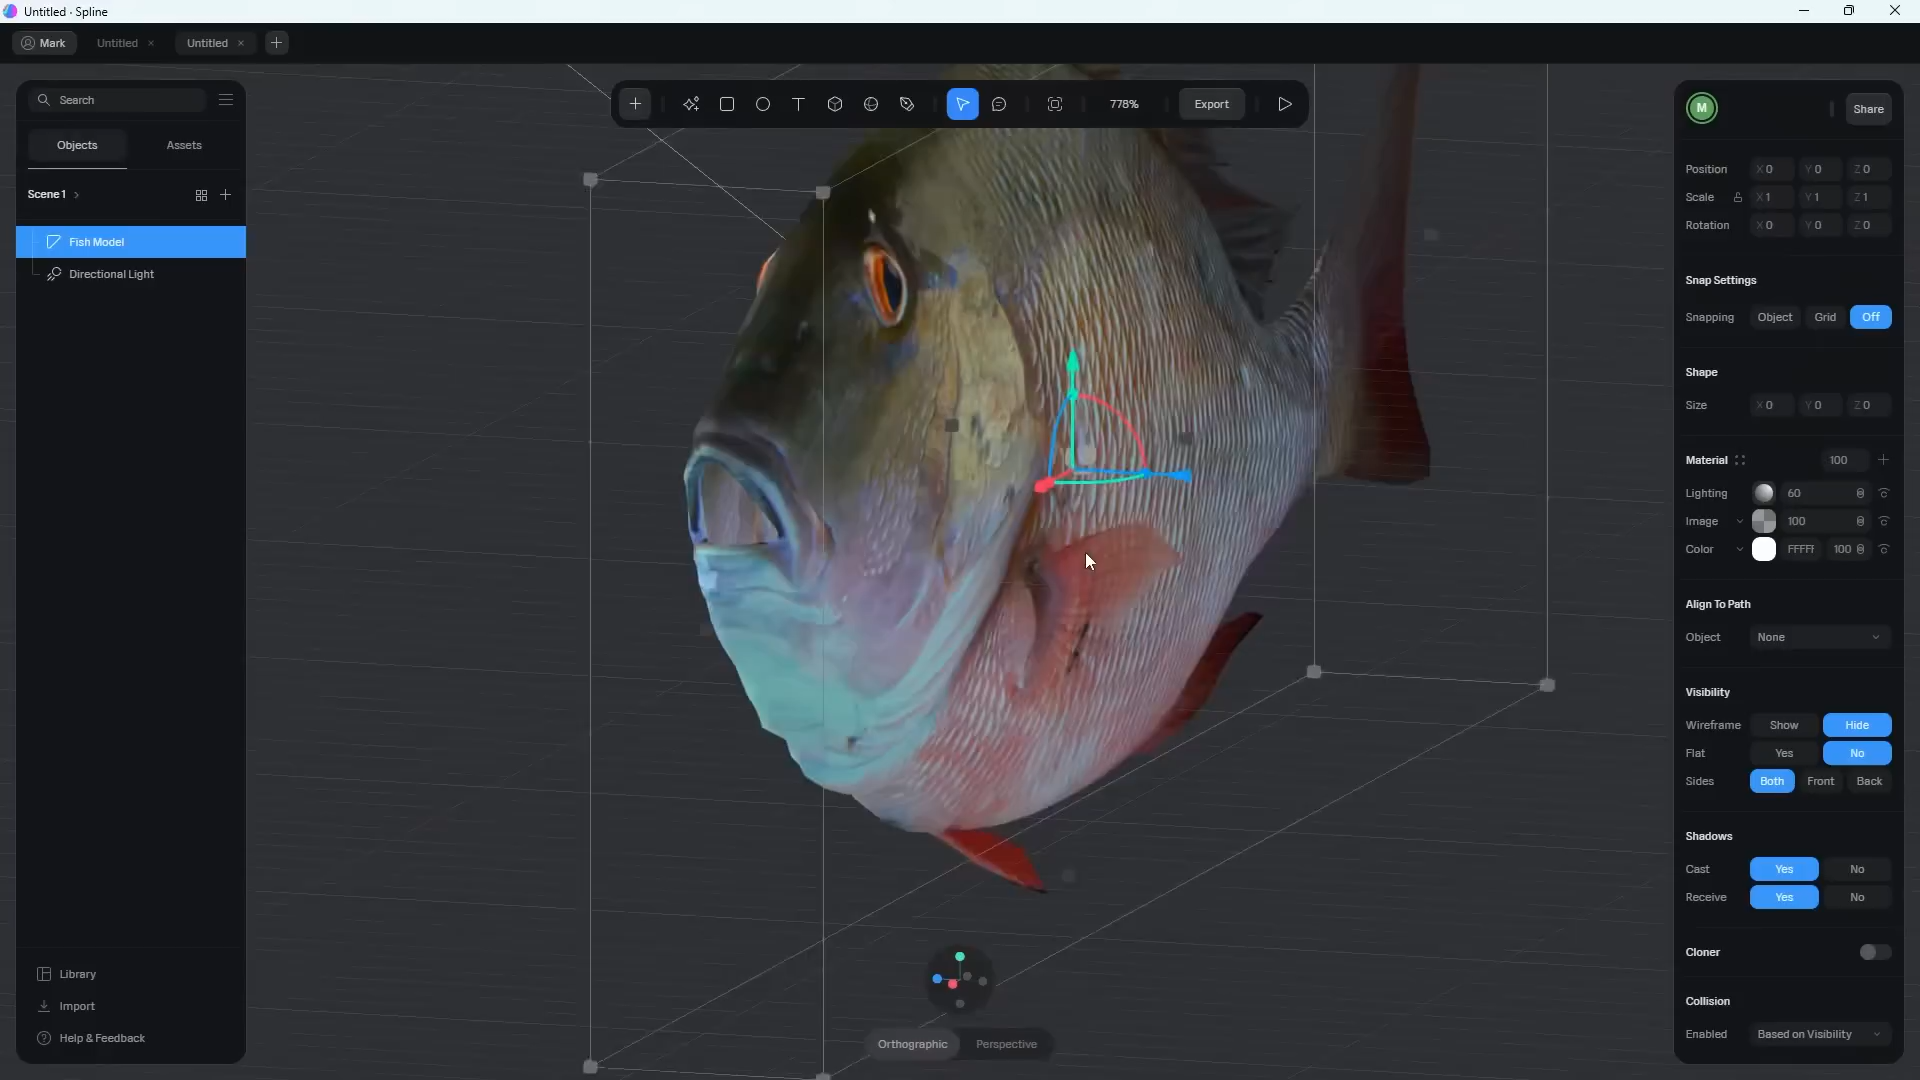 Untitled - Spline
Mark
Untitled
Untitled
Search
Objects
Assets
Scene 1
Fish Model
Directional Light
Library
Import
Help & Feedback
778%
Export
Orthographic
Perspective
M
Share
Position X 0 Y 0 Z 0
Scale X 1 Y 1 Z 1
Rotation X 0 Y 0 Z 0
Snap Settings
Snapping Object Grid Off
Shape
Size X 0 Y 0 Z 0
Material 100
Lighting 60
Image 100
Color FFFFF 100
Align To Path
Object None
Visibility
Wireframe Show Hide
Flat Yes No
Sides Both Front Back
Shadows
Cast Yes No
Receive Yes No
Cloner
Collision
Enabled Based on Visibility